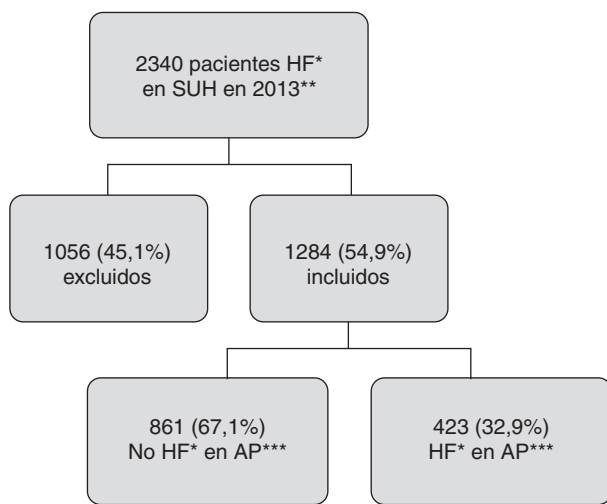 2340 pacientes HF*
en SUH en 2013**
1056 (45,1%)
excluidos
1284 (54,9%)
incluidos
861 (67,1%)
No HF* en AP***
423 (32,9%)
HF* en AP***